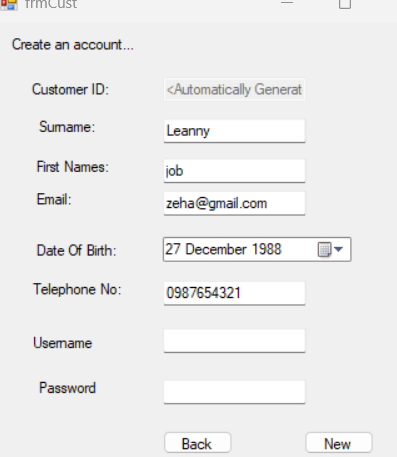 frmCust
Create an account...
Customer ID: <Automatically Generat
Surname: Leanny
First Names: job
Email: zeha@gmail.com
Date Of Birth: 27 December 1988
Telephone No: 0987654321
Username
Password
Back New